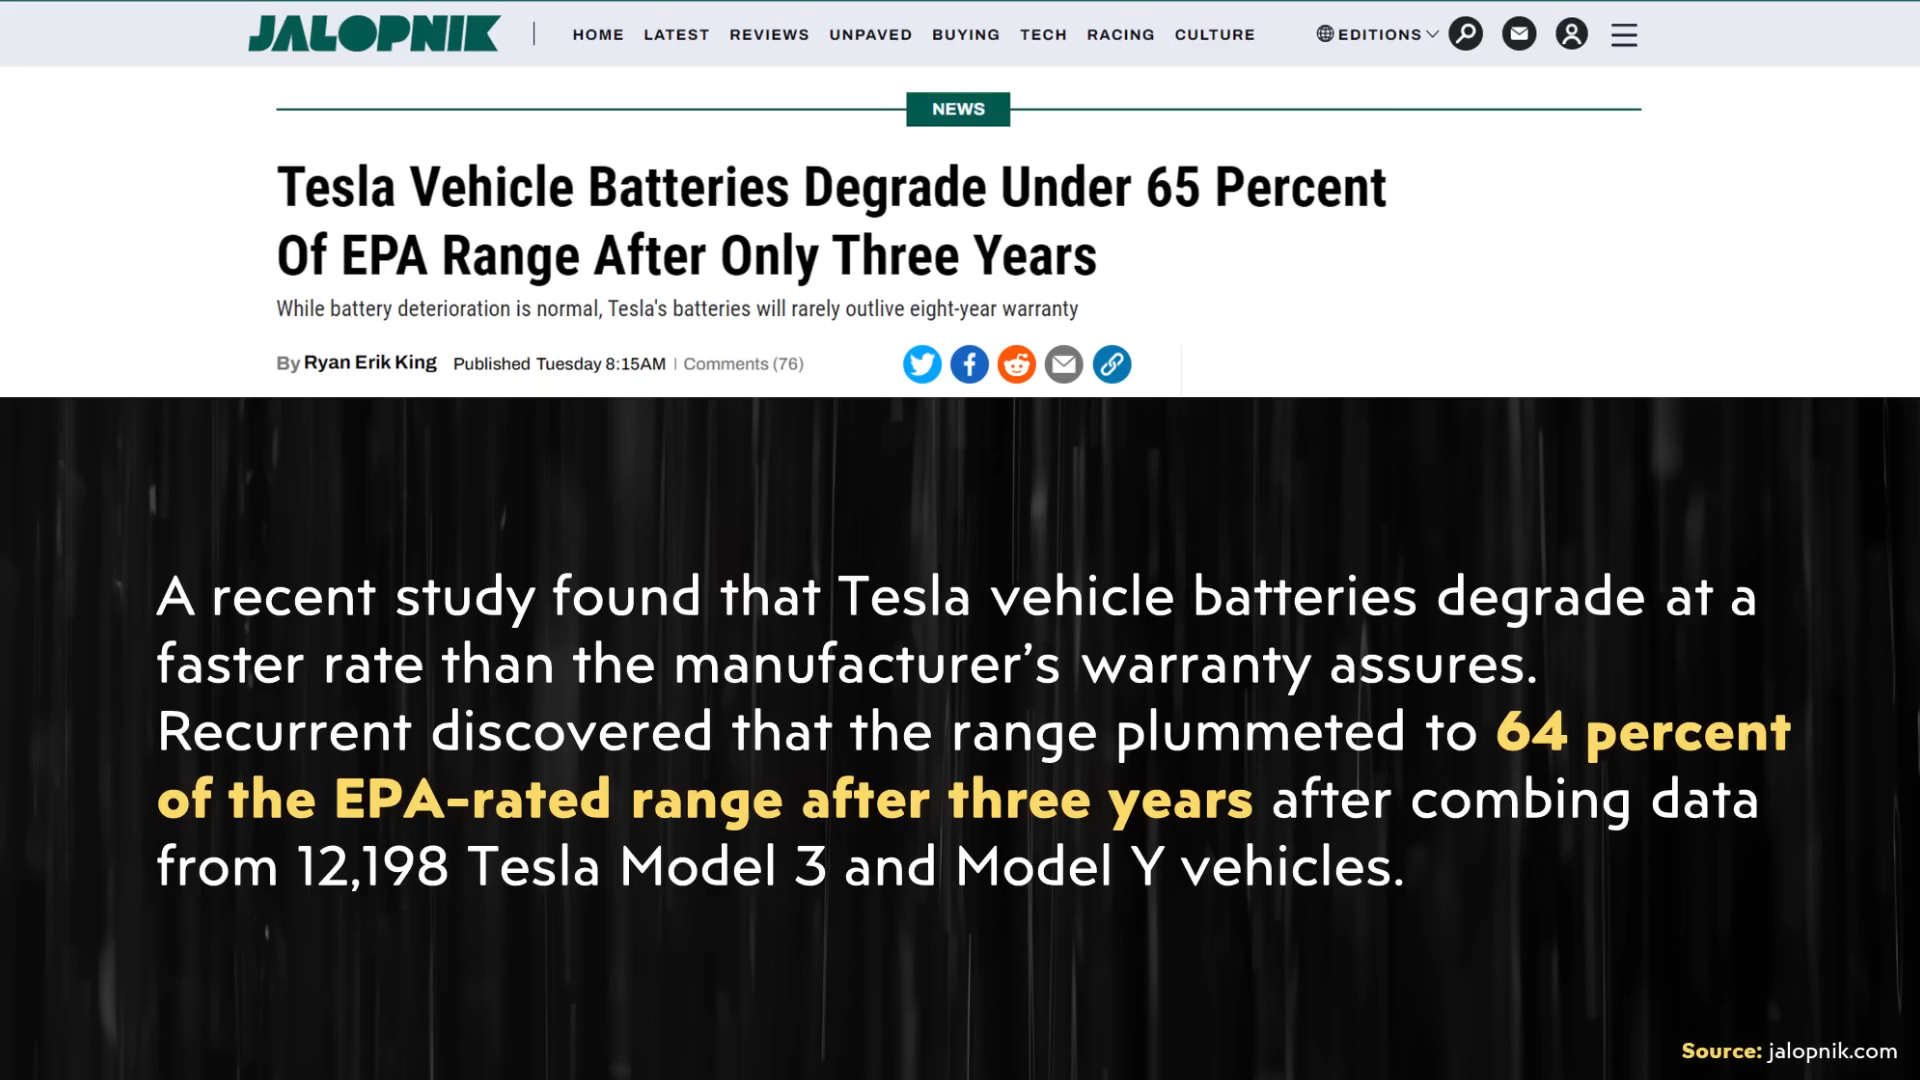 JALOPNIK
HOME LATEST REVIEWS UNPAVED BUYING TECH RACING CULTURE EDITIONS
NEWS
Tesla Vehicle Batteries Degrade Under 65 Percent
Of EPA Range After Only Three Years
While battery deterioration is normal, Tesla's batteries will rarely outlive eight-year warranty
By Ryan Erik King Published Tuesday 8:15AM | Comments (76)
A recent study found that Tesla vehicle batteries degrade at a
faster rate than the manufacturer’s warranty assures.
Recurrent discovered that the range plummeted to 64 percent
of the EPA-rated range after three years after combing data
from 12,198 Tesla Model 3 and Model Y vehicles.
Source: jalopnik.com